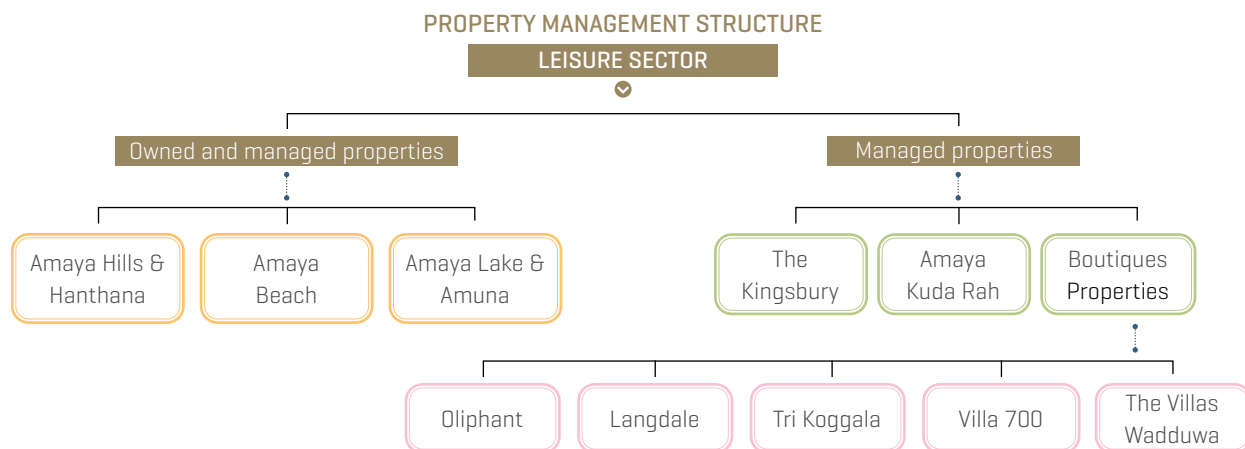 PROPERTY MANAGEMENT STRUCTURE
LEISURE SECTOR
Owned and managed properties
Managed properties
Amaya Hills &
Hanthana
Amaya
Beach
Amaya Lake &
Amuna
The
Kingsbury
Amaya
Kuda Rah
Boutiques
Properties
Oliphant
Langdale
Tri Koggala
Villa 700
The Villas
Wadduwa